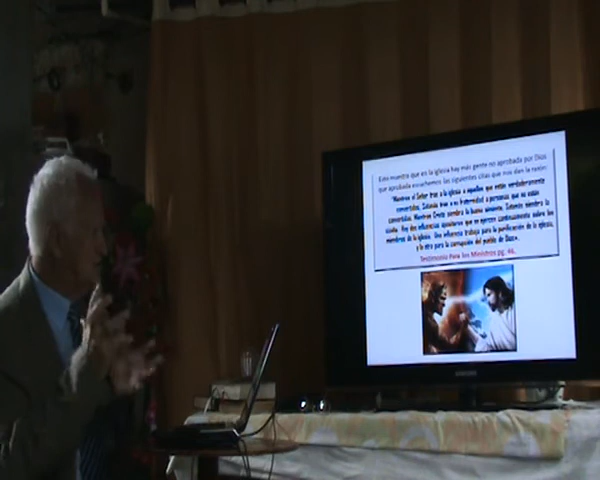 Esto muestra que en la iglesia hay más gente no aprobada por Dios
que aprobada escuchemos las siguientes citas que nos dan la razón:
"Mientras el Señor trae a la iglesia a aquellos que están verdaderamente
convertidos, Satanás trae a su fraternidad a personas que no están
convertidas. Mientras Cristo siembra la buena simiente, Satanás siembra la
cizaña. Hay dos influencias opositoras que se ejercen continuamente sobre los
miembros de la iglesia. Una influencia trabaja para la purificación de la iglesia,
y la otra para la corrupción del pueblo de Dios».
Testimonio Para los Ministros pg. 46.
SAMSUNG